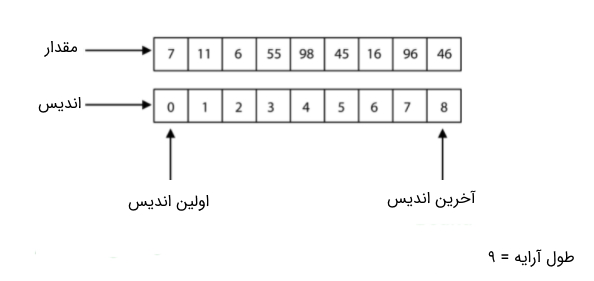 مقدار 7 11 6 55 98 45 16 96 46
اندیس 0 1 2 3 4 5 6 7 8
اولین اندیس
آخرین اندیس
طول آرایه = ۹